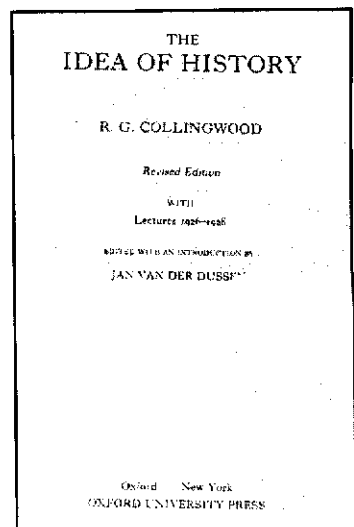 THE
IDEA OF HISTORY
R. G. COLLINGWOOD
Revised Edition
WITH
Lectures 1926–1928
EDITED WITH AN INTRODUCTION BY
JAN VAN DER DUSSEN
Oxford New York
OXFORD UNIVERSITY PRESS